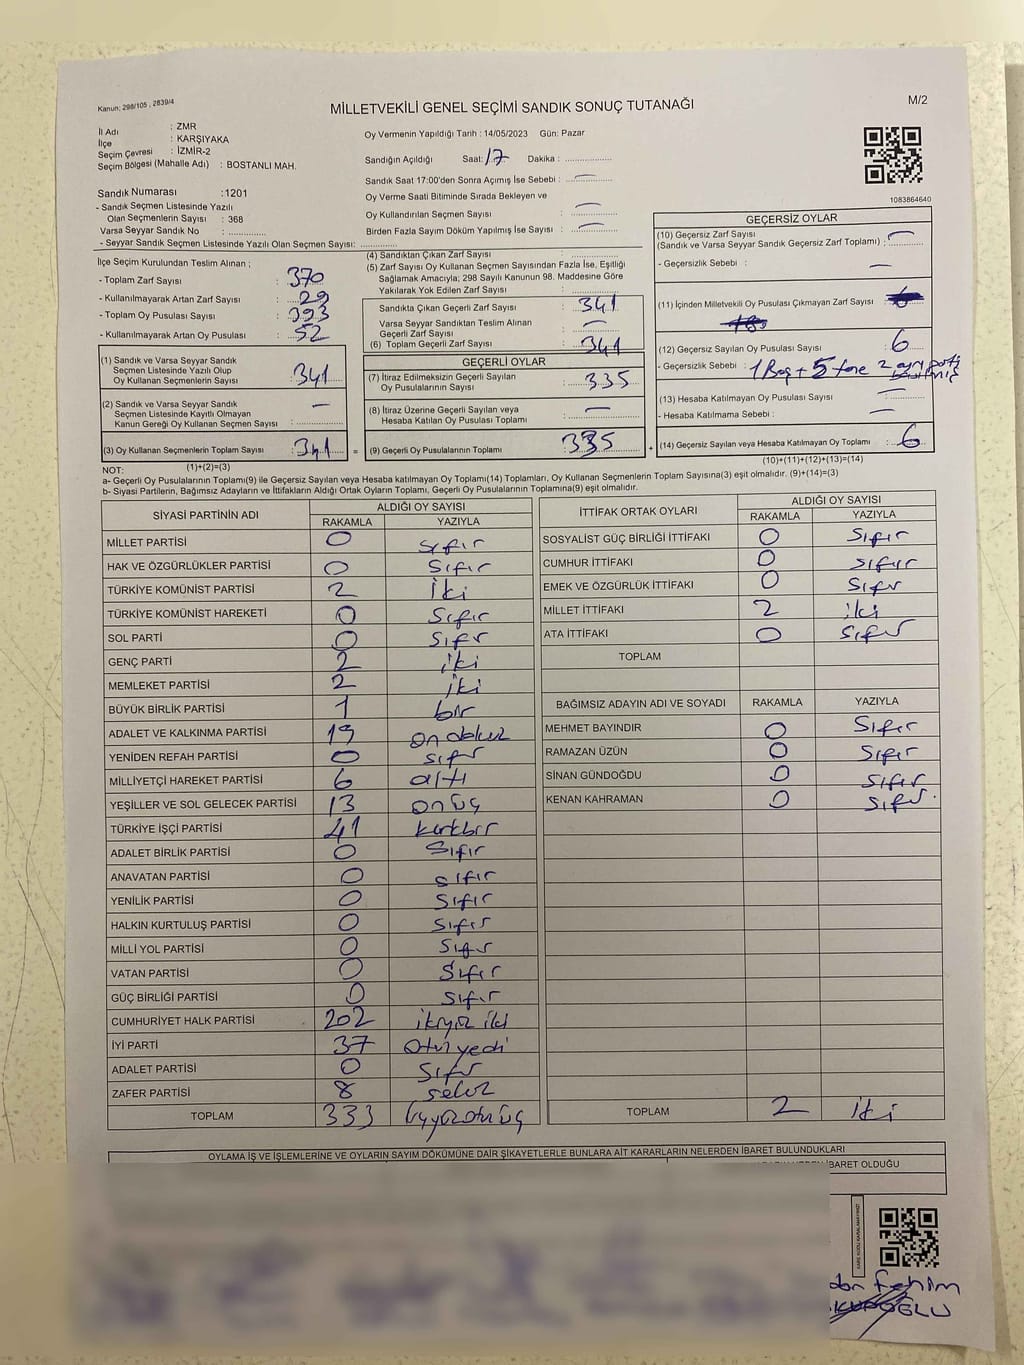 Kanun; 298/105 , 2839/4
MİLLETVEKİLİ GENEL SEÇİMİ SANDIK SONUÇ TUTANAĞI
M/2
İl Adı : ZMR
İlçe : KARŞIYAKA
Seçim Çevresi : İZMİR-2
Seçim Bölgesi (Mahalle Adı) : BOSTANLI MAH.
Sandık Numarası :1201
- Sandık Seçmen Listesinde Yazılı
Olan Seçmenlerin Sayısı : 368
Varsa Seyyar Sandık No :
- Seyyar Sandık Seçmen Listesinde Yazılı Olan Seçmen Sayısı:
Oy Vermenin Yapıldığı Tarih : 14/05/2023 Gün: Pazar
Sandığın Açıldığı Saat: 17 Dakika :
Sandık Saat 17:00'den Sonra Açımış İse Sebebi : —
Oy Verme Saati Bitiminde Sırada Bekleyen ve
Oy Kullandırılan Seçmen Sayısı : —
Birden Fazla Sayım Döküm Yapılmış İse Sayısı : —
1083864640
İlçe Seçim Kurulundan Teslim Alınan ;
- Toplam Zarf Sayısı : 370
- Kullanılmayarak Artan Zarf Sayısı : 29
- Toplam Oy Pusulası Sayısı : 393
- Kullanılmayarak Artan Oy Pusulası : 52
(1) Sandık ve Varsa Seyyar Sandık
Seçmen Listesinde Yazılı Olup
Oy Kullanan Seçmenlerin Sayısı : 341
(2) Sandık ve Varsa Seyyar Sandık
Seçmen Listesinde Kayıtlı Olmayan
Kanun Gereği Oy Kullanan Seçmen Sayısı : —
(3) Oy Kullanan Seçmenlerin Toplam Sayısı : 341 =
(1)+(2)=(3)
(4) Sandıktan Çıkan Zarf Sayısı :
(5) Zarf Sayısı Oy Kullanan Seçmen Sayısından Fazla İse, Eşitliği
Sağlamak Amacıyla; 298 Sayılı Kanunun 98. Maddesine Göre
Yakılarak Yok Edilen Zarf Sayısı :
Sandıkta Çıkan Geçerli Zarf Sayısı : 341
Varsa Seyyar Sandıktan Teslim Alınan
Geçerli Zarf Sayısı : —
(6) Toplam Geçerli Zarf Sayısı : 341
GEÇERLİ OYLAR
(7) İtiraz Edilmeksizin Geçerli Sayılan
Oy Pusulalarının Sayısı : 335
(8) İtiraz Üzerine Geçerli Sayılan veya
Hesaba Katılan Oy Pusulası Toplamı : —
(9) Geçerli Oy Pusulalarının Toplamı : 335 +
GEÇERSİZ OYLAR
(10) Geçersiz Zarf Sayısı
(Sandık ve Varsa Seyyar Sandık Geçersiz Zarf Toplamı) : —
- Geçersizlik Sebebi : —
(11) İçinden Milletvekili Oy Pusulası Çıkmayan Zarf Sayısı :
(12) Geçersiz Sayılan Oy Pusulası Sayısı : 6
- Geçersizlik Sebebi : 1 Boş + 5 tane 2 ayrı parti
(13) Hesaba Katılmayan Oy Pusulası Sayısı : —
- Hesaba Katılmama Sebebi : —
(14) Geçersiz Sayılan veya Hesaba Katılmayan Oy Toplamı : 6
(10)+(11)+(12)+(13)=(14)
NOT:
a- Geçerli Oy Pusulalarının Toplamı(9) ile Geçersiz Sayılan veya Hesaba Katılmayan Oy Toplamı(14) Toplamları, Oy Kullanan Seçmenlerin Toplam Sayısına(3) eşit olmalıdır. (9)+(14)=(3)
b- Siyasi Partilerin, Bağımsız Adayların ve İttifakların Aldığı Ortak Oyların Toplamı, Geçerli Oy Pusulalarının Toplamına(9) eşit olmalıdır.
SİYASİ PARTİNİN ADI ALDIĞI OY SAYISI
RAKAMLA YAZIYLA
MİLLET PARTİSİ 0 sıfır
HAK VE ÖZGÜRLÜKLER PARTİSİ 0 Sıfır
TÜRKİYE KOMÜNİST PARTİSİ 2 İki
TÜRKİYE KOMÜNİST HAREKETİ 0 Sıfır
SOL PARTİ 0 Sıfır
GENÇ PARTİ 2 iki
MEMLEKET PARTİSİ 2 iki
BÜYÜK BİRLİK PARTİSİ 1 bir
ADALET VE KALKINMA PARTİSİ 19 ondokuz
YENİDEN REFAH PARTİSİ 0 sıfır
MİLLİYETÇİ HAREKET PARTİSİ 6 altı
YEŞİLLER VE SOL GELECEK PARTİSİ 13 onüç
TÜRKİYE İŞÇİ PARTİSİ 41 kırkbir
ADALET BİRLİK PARTİSİ 0 Sıfır
ANAVATAN PARTİSİ 0 sıfır
YENİLİK PARTİSİ 0 Sıfır
HALKIN KURTULUŞ PARTİSİ 0 Sıfır
MİLLİ YOL PARTİSİ 0 Sıfır
VATAN PARTİSİ 0 Sıfır
GÜÇ BİRLİĞİ PARTİSİ 0 Sıfır
CUMHURİYET HALK PARTİSİ 202 ikiyüz iki
İYİ PARTİ 37 otuzyedi
ADALET PARTİSİ 0 Sıfır
ZAFER PARTİSİ 8 sekiz
TOPLAM 333 Üçyüzotuzüç
İTTİFAK ORTAK OYLARI ALDIĞI OY SAYISI
RAKAMLA YAZIYLA
SOSYALİST GÜÇ BİRLİĞİ İTTİFAKI 0 Sıfır
CUMHUR İTTİFAKI 0 sıfır
EMEK VE ÖZGÜRLÜK İTTİFAKI 0 Sıfır
MİLLET İTTİFAKI 2 iki
ATA İTTİFAKI 0 Sıfır
TOPLAM
BAĞIMSIZ ADAYIN ADI VE SOYADI RAKAMLA YAZIYLA
MEHMET BAYINDIR 0 Sıfır
RAMAZAN ÜZÜN 0 Sıfır
SİNAN GÜNDOĞDU 0 Sıfır
KENAN KAHRAMAN 0 Sıfır
TOPLAM 2 iki
OYLAMA İŞ VE İŞLEMLERİNE VE OYLARIN SAYIM DÖKÜMÜNE DAİR ŞİKAYETLERLE BUNLARA AİT KARARLARIN NELERDEN İBARET BULUNDUKLARI
İBARET OLDUĞU
Fehim